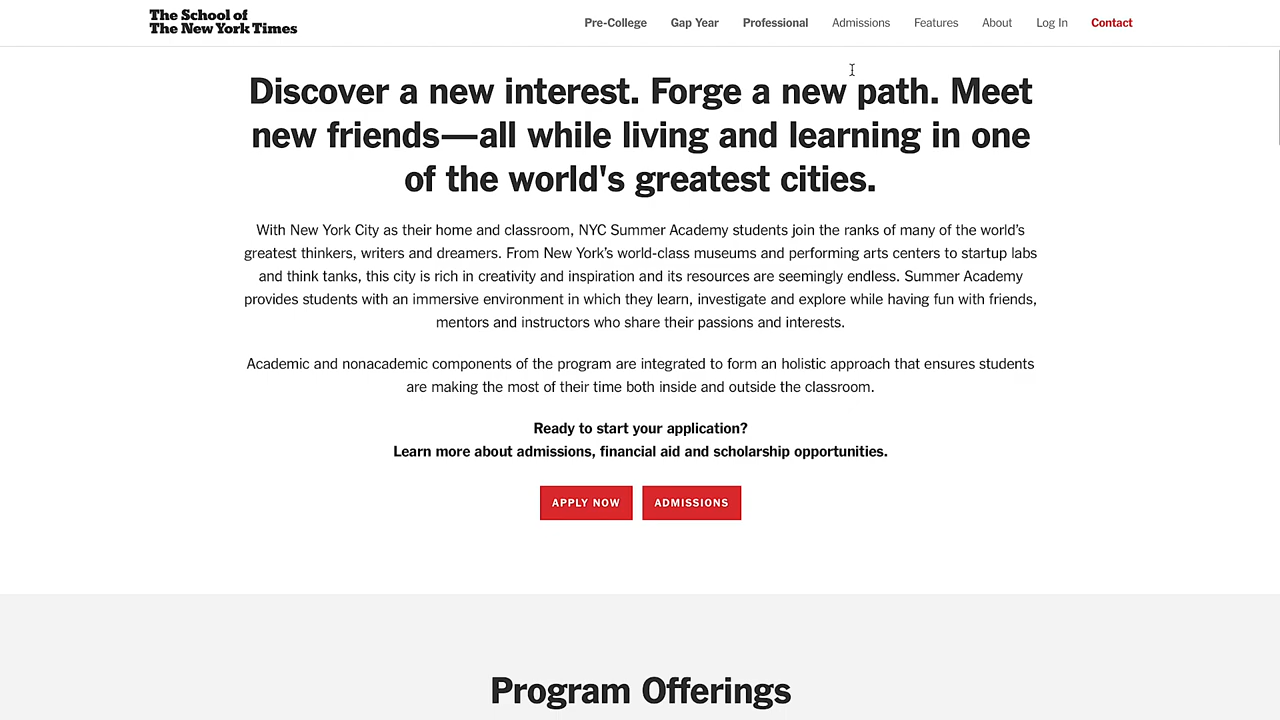 The School of
The New York Times
Pre-College Gap Year Professional Admissions Features About Log In Contact
Discover a new interest. Forge a new path. Meet
new friends—all while living and learning in one
of the world's greatest cities.
With New York City as their home and classroom, NYC Summer Academy students join the ranks of many of the world’s
greatest thinkers, writers and dreamers. From New York’s world-class museums and performing arts centers to startup labs
and think tanks, this city is rich in creativity and inspiration and its resources are seemingly endless. Summer Academy
provides students with an immersive environment in which they learn, investigate and explore while having fun with friends,
mentors and instructors who share their passions and interests.
Academic and nonacademic components of the program are integrated to form an holistic approach that ensures students
are making the most of their time both inside and outside the classroom.
Ready to start your application?
Learn more about admissions, financial aid and scholarship opportunities.
APPLY NOW ADMISSIONS
Program Offerings